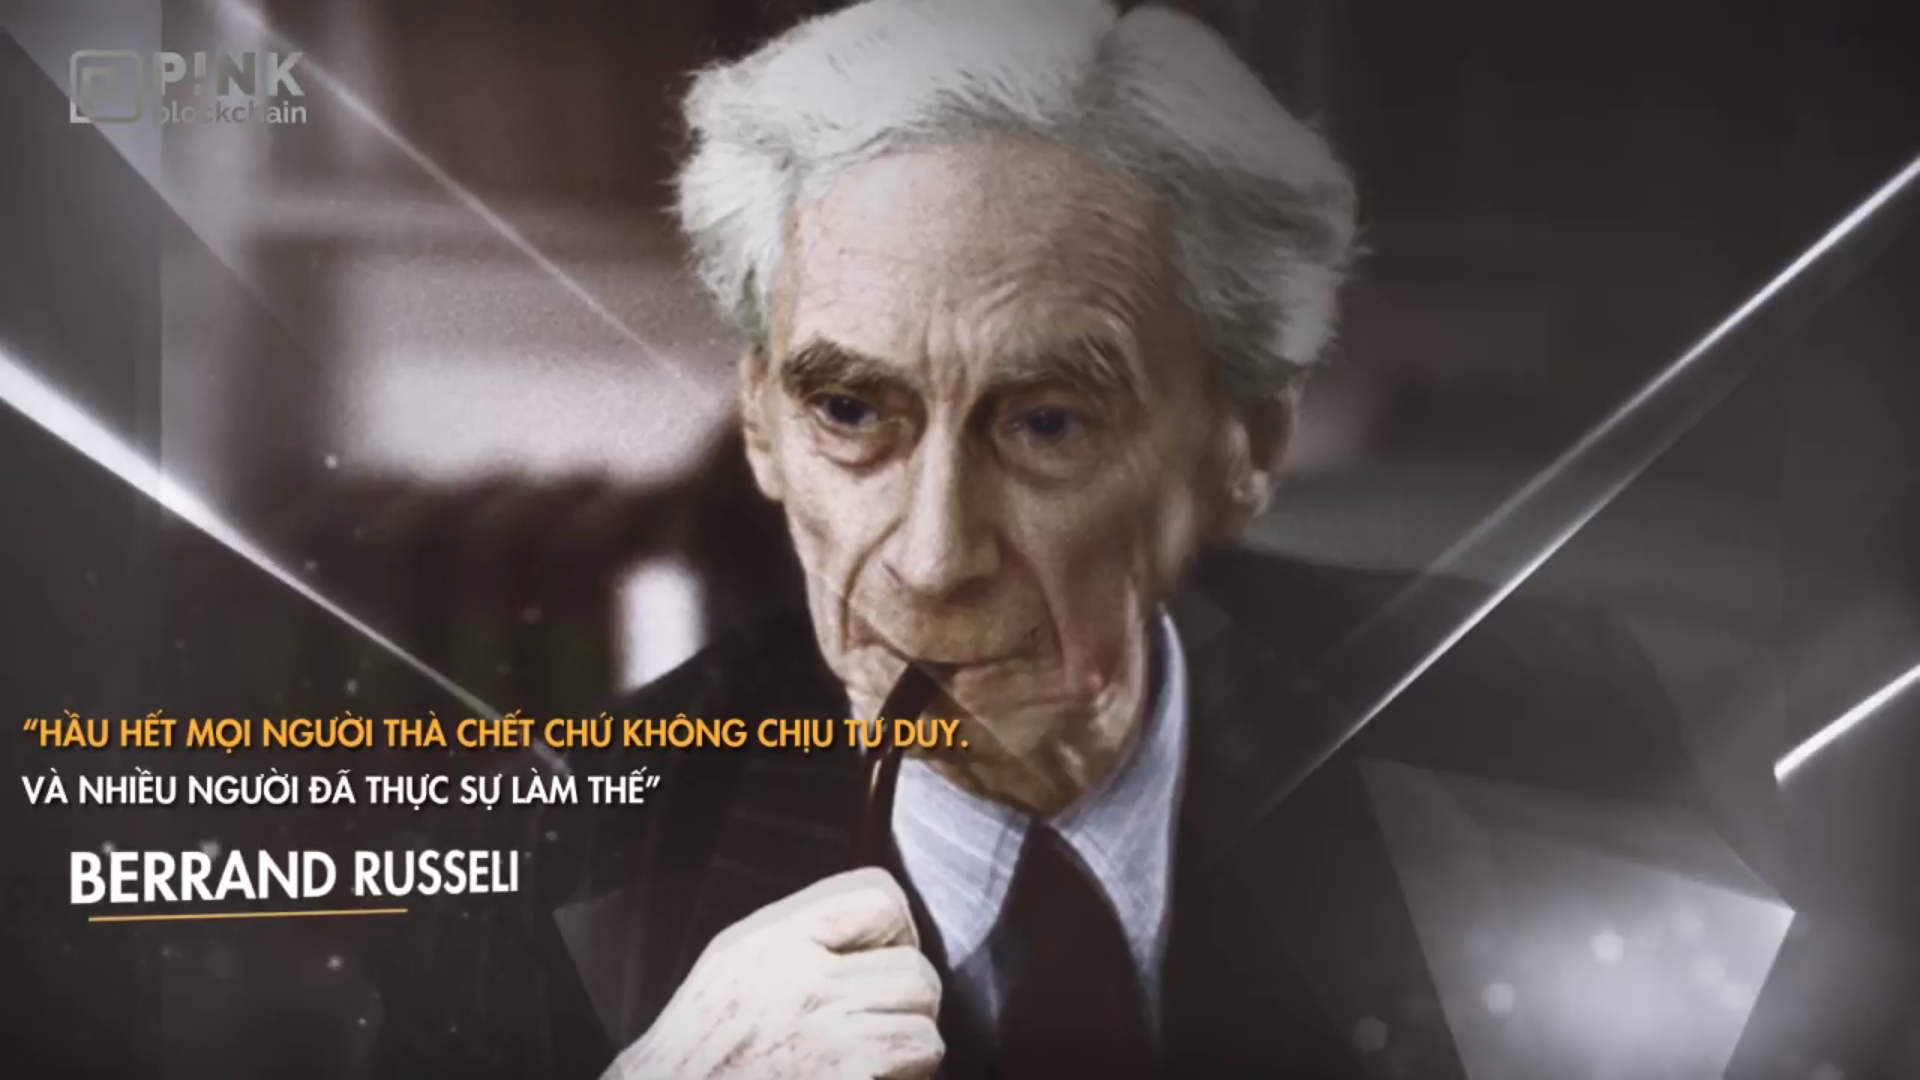 P!NK
blockchain
“HẦU HẾT MỌI NGƯỜI THÀ CHẾT CHỨ KHÔNG CHỊU TƯ DUY.
VÀ NHIỀU NGƯỜI ĐÃ THỰC SỰ LÀM THẾ”
BERRAND RUSSELI